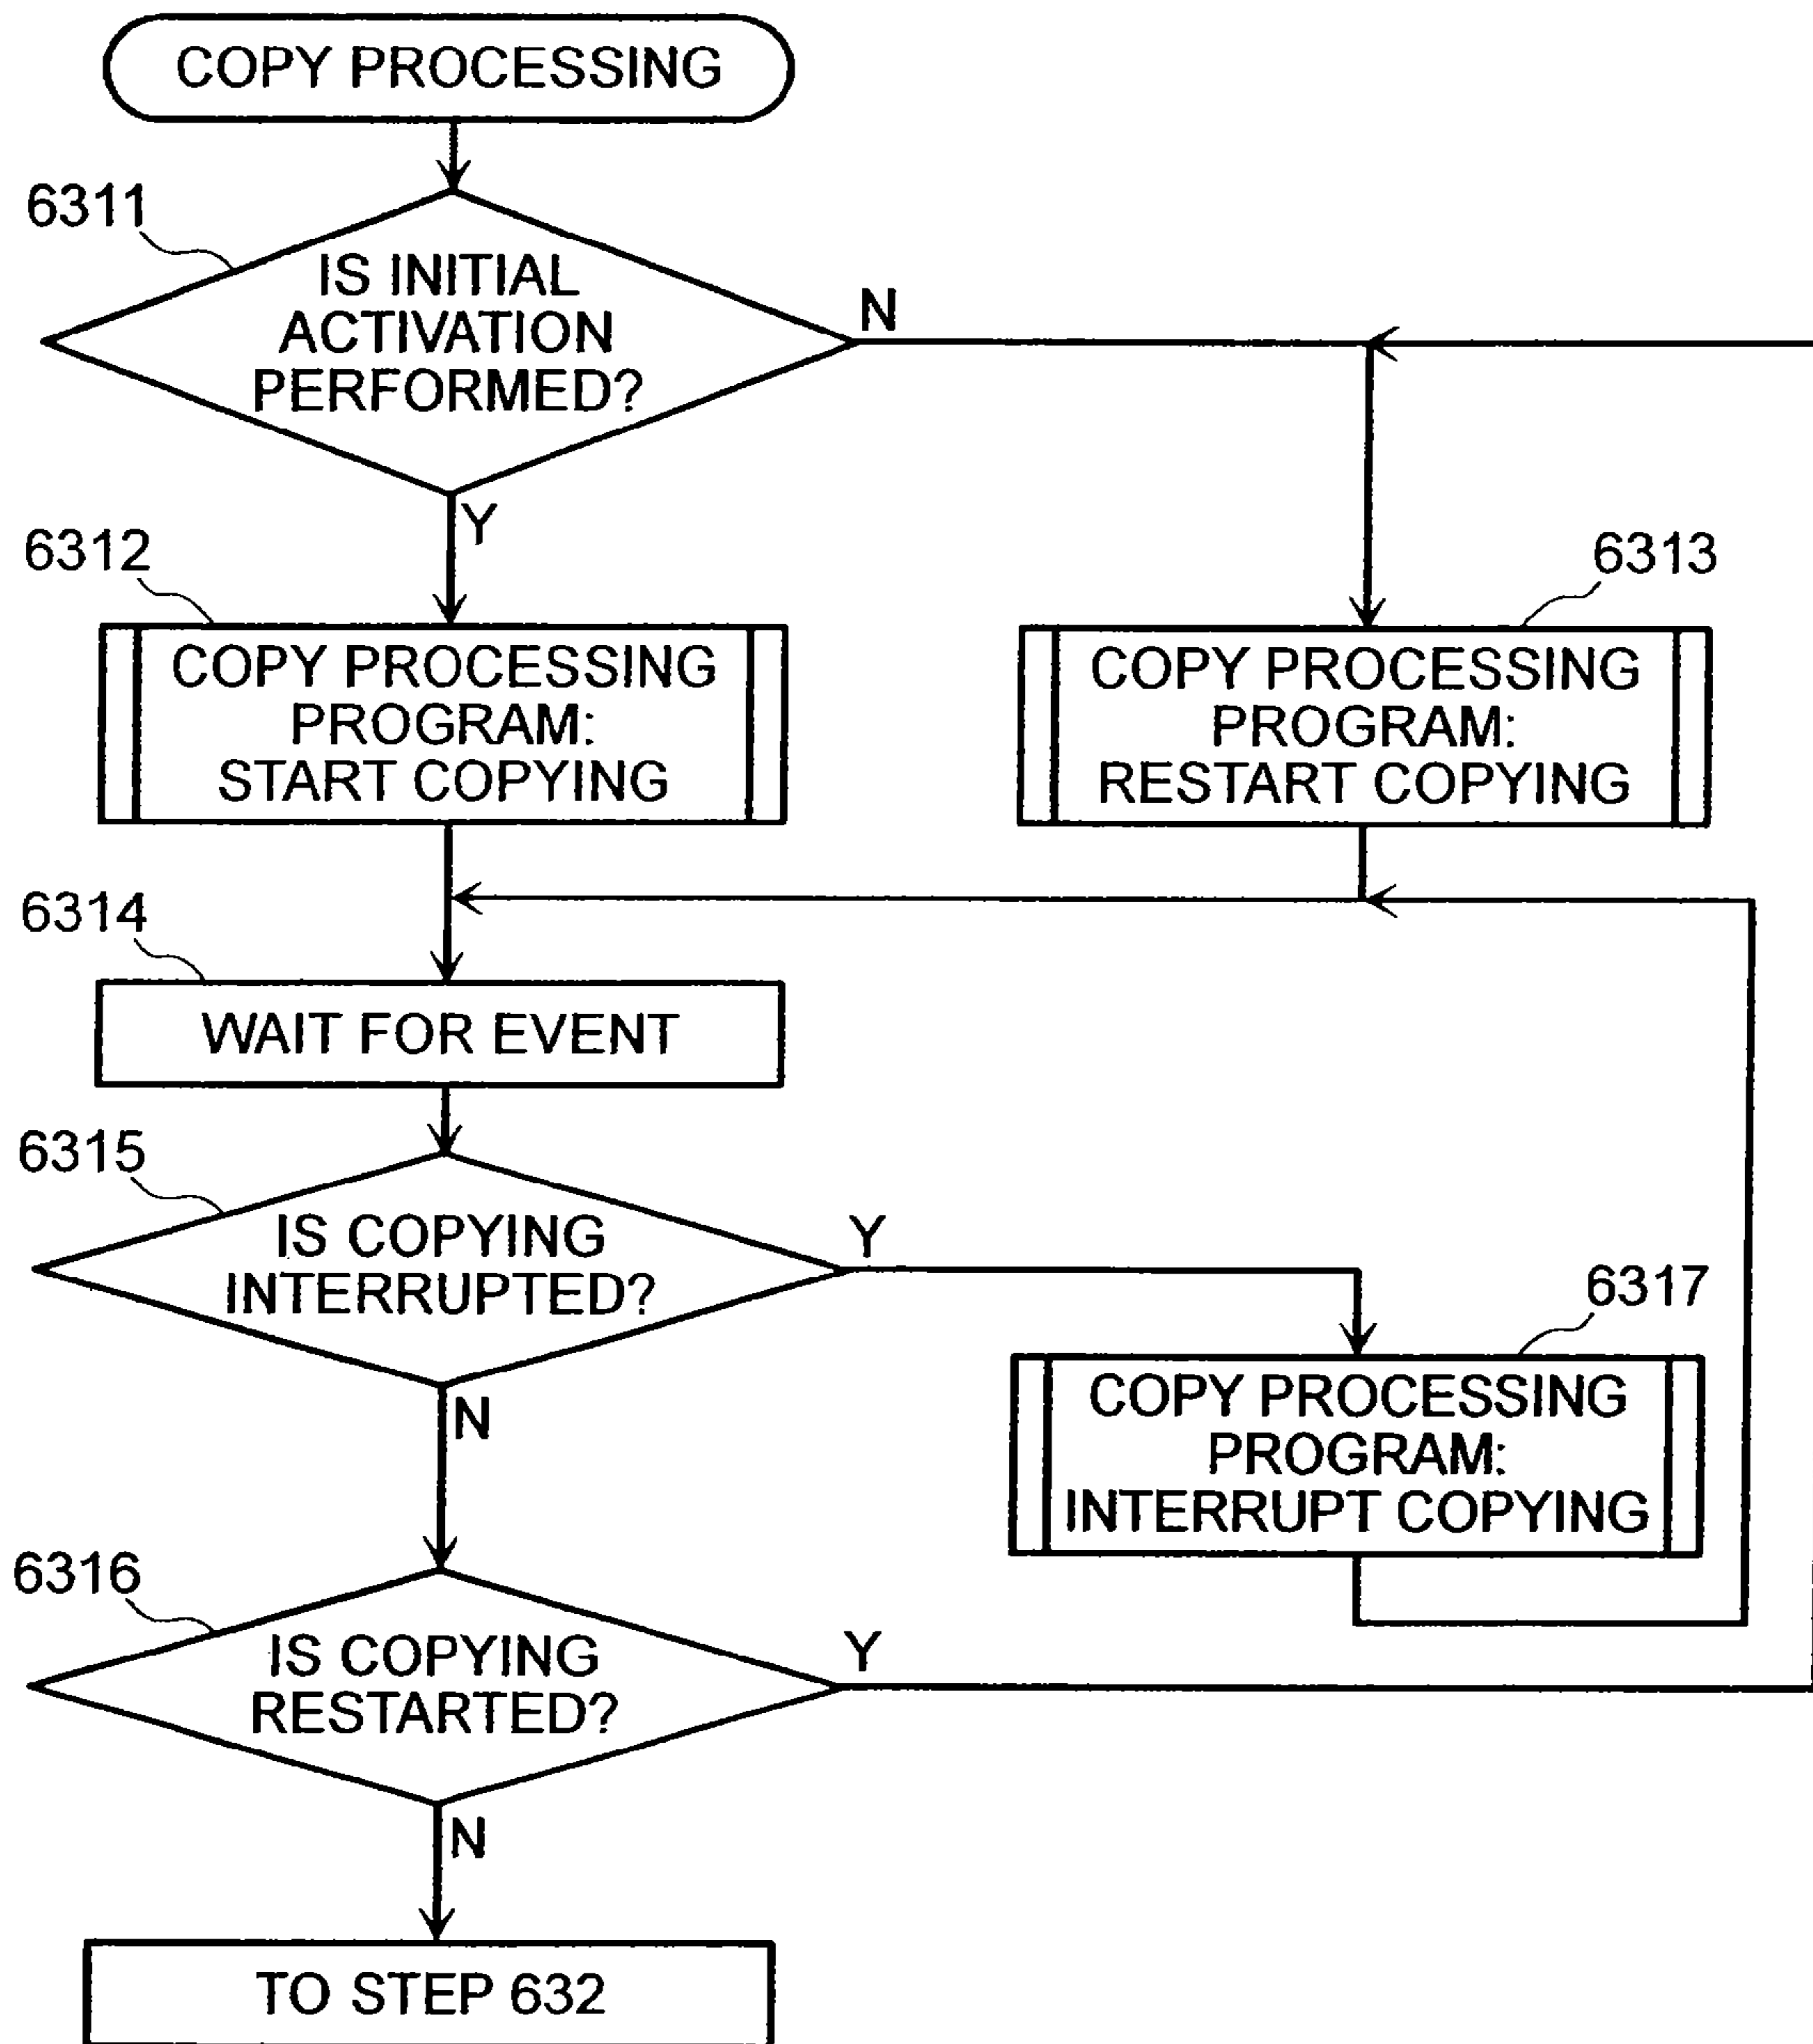 COPY PROCESSING
6311
IS INITIAL
ACTIVATION
PERFORMED?
N
Y
6312
COPY PROCESSING
PROGRAM:
START COPYING
6313
COPY PROCESSING
PROGRAM:
RESTART COPYING
6314
WAIT FOR EVENT
6315
IS COPYING
INTERRUPTED?
Y
N
6317
COPY PROCESSING
PROGRAM:
INTERRUPT COPYING
6316
IS COPYING
RESTARTED?
Y
N
TO STEP 632